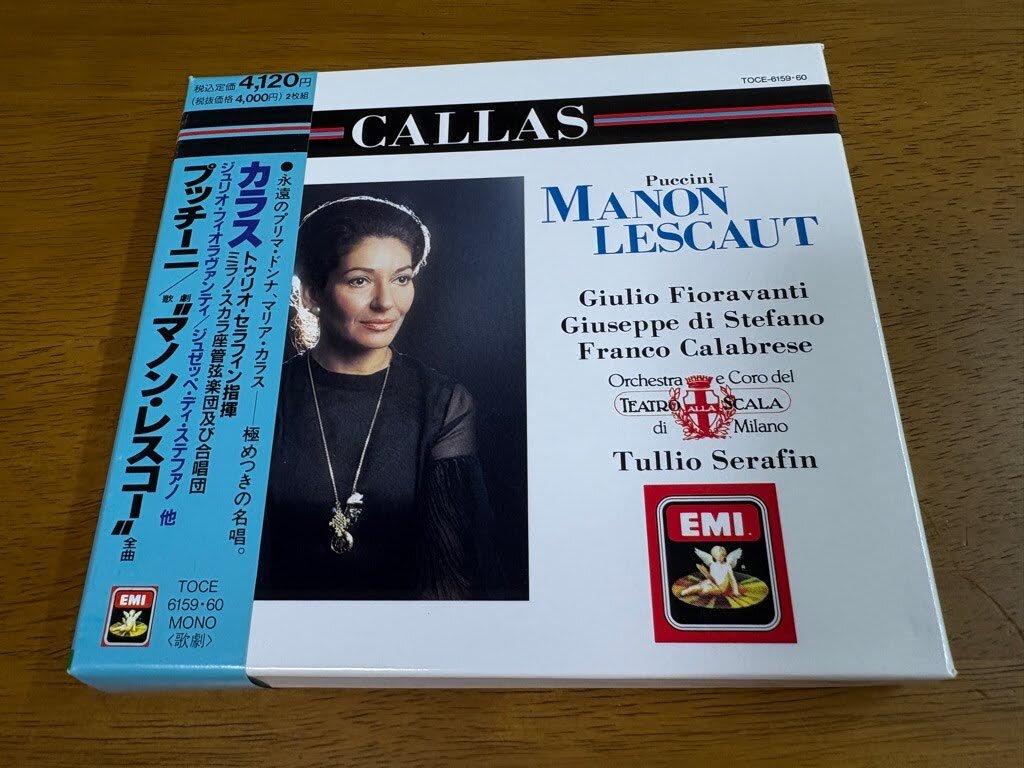 税込定価4,120円
(税抜価格4,000円) 2枚組
●永遠のプリマ・ドンナ、マリア・カラス――極めつきの名唱。
カラス トゥリオ・セラフィン指揮
ミラノ・スカラ座管弦楽団及び合唱団
ジュリオ・フィオラヴァンティ/ジュゼッペ・ディ・ステファノ 他
プッチーニ/歌劇"マノン・レスコー"全曲
EMI
TOCE
6159・60
MONO
〈歌劇〉
TOCE-6159・60
CALLAS
Puccini
MANON
LESCAUT
Giulio Fioravanti
Giuseppe di Stefano
Franco Calabrese
Orchestra e Coro del
TEATRO ALLA SCALA
di Milano
Tullio Serafin
EMI